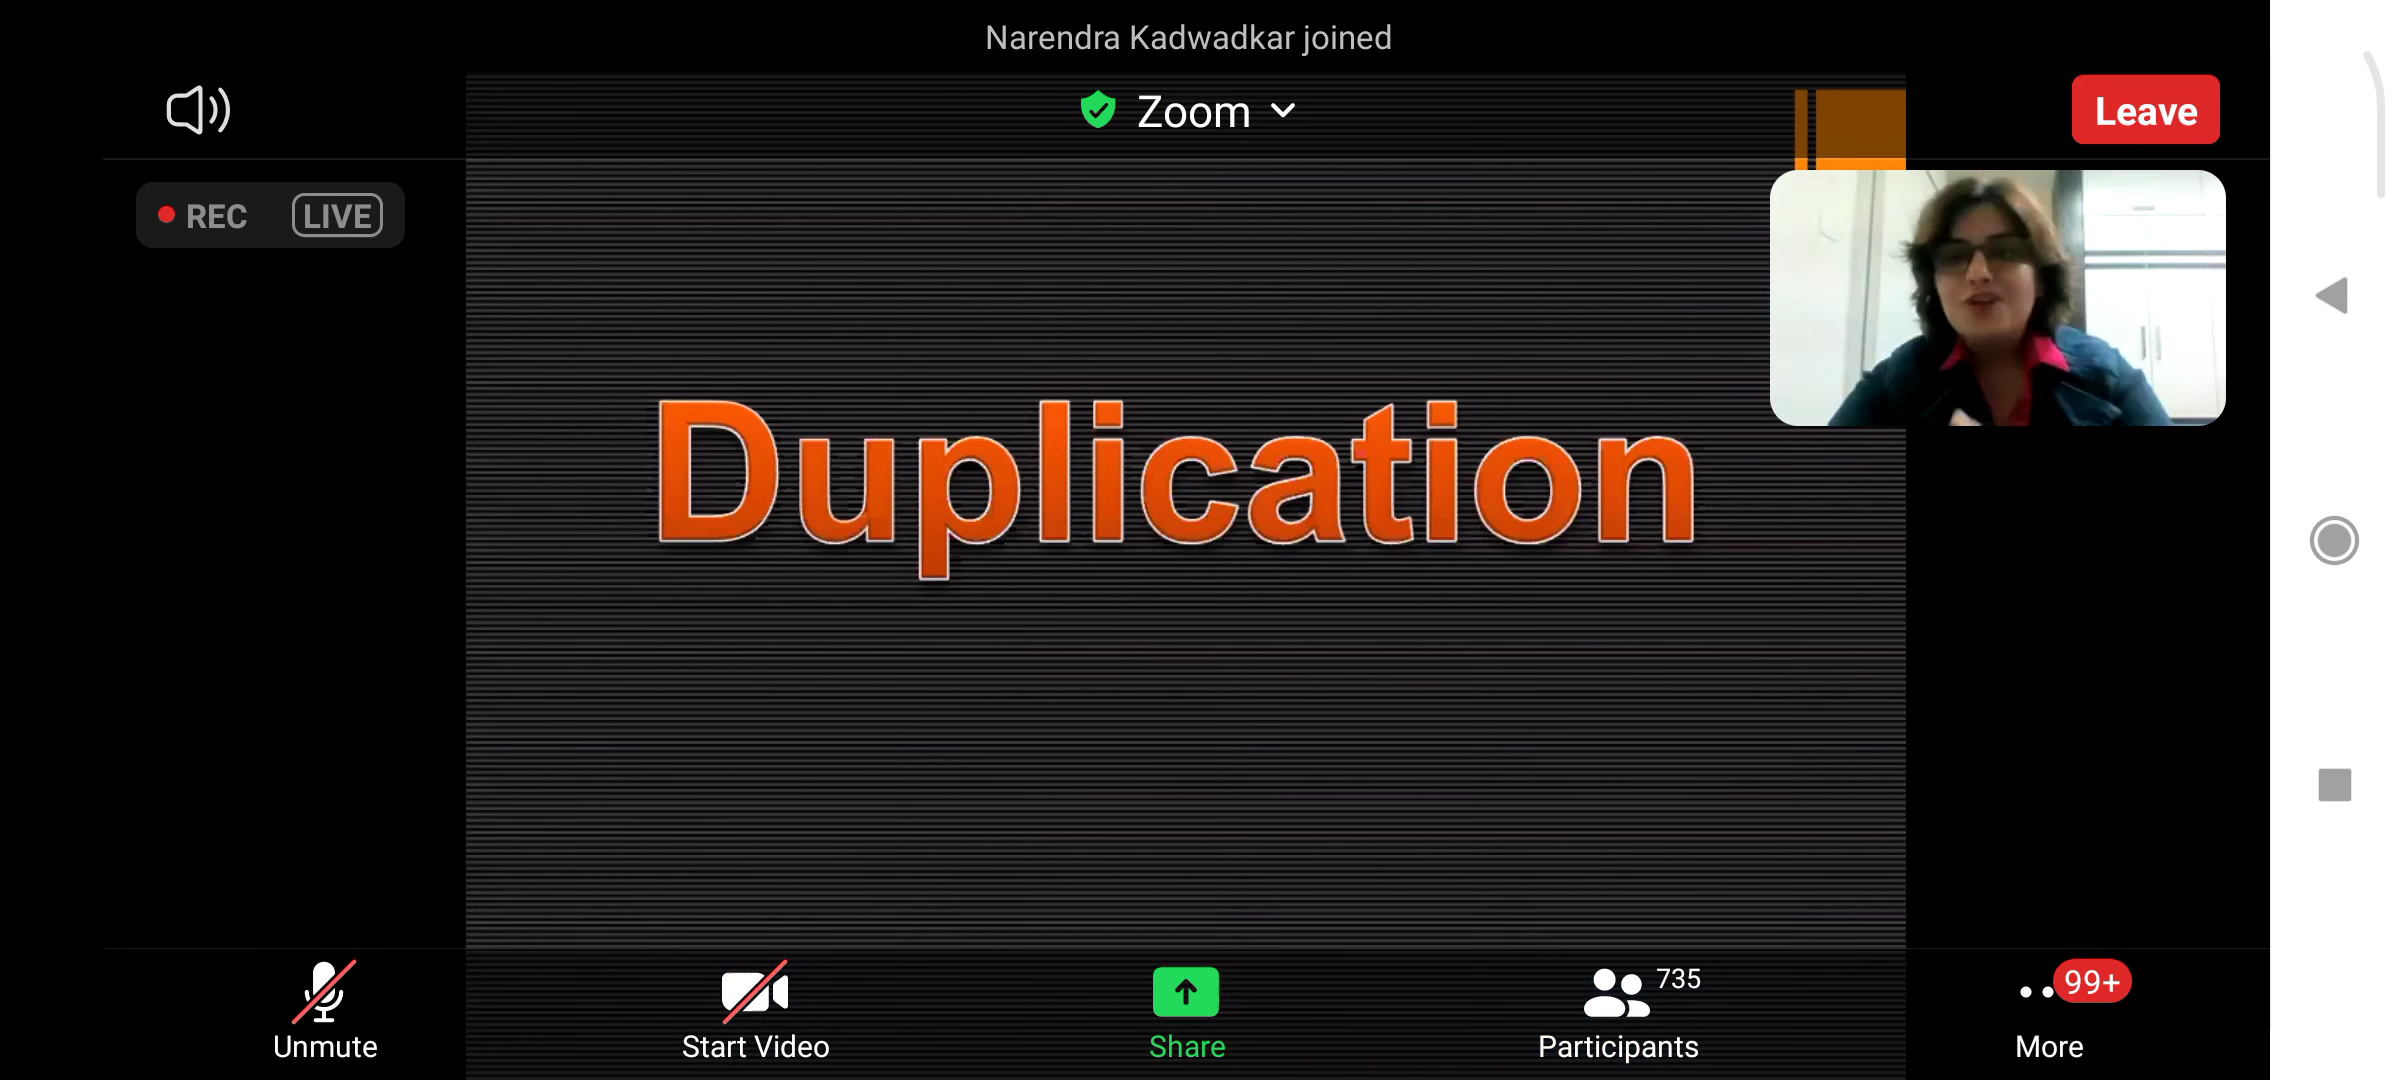 Narendra Kadwadkar joined
Zoom
Leave
REC LIVE
Duplication
Unmute
Start Video
Share
735
Participants
99+
More